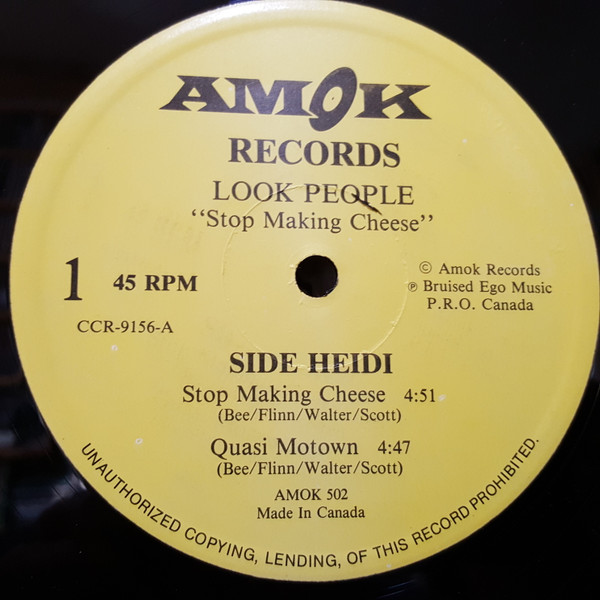 AMOK
RECORDS
LOOK PEOPLE
"Stop Making Cheese"
1 45 RPM
CCR-9156-A
© Amok Records
℗ Bruised Ego Music
P.R.O. Canada
SIDE HEIDI
Stop Making Cheese 4:51
(Bee/Flinn/Walter/Scott)
Quasi Motown 4:47
(Bee/Flinn/Walter/Scott)
AMOK 502
Made In Canada
UNAUTHORIZED COPYING, LENDING, OF THIS RECORD PROHIBITED.